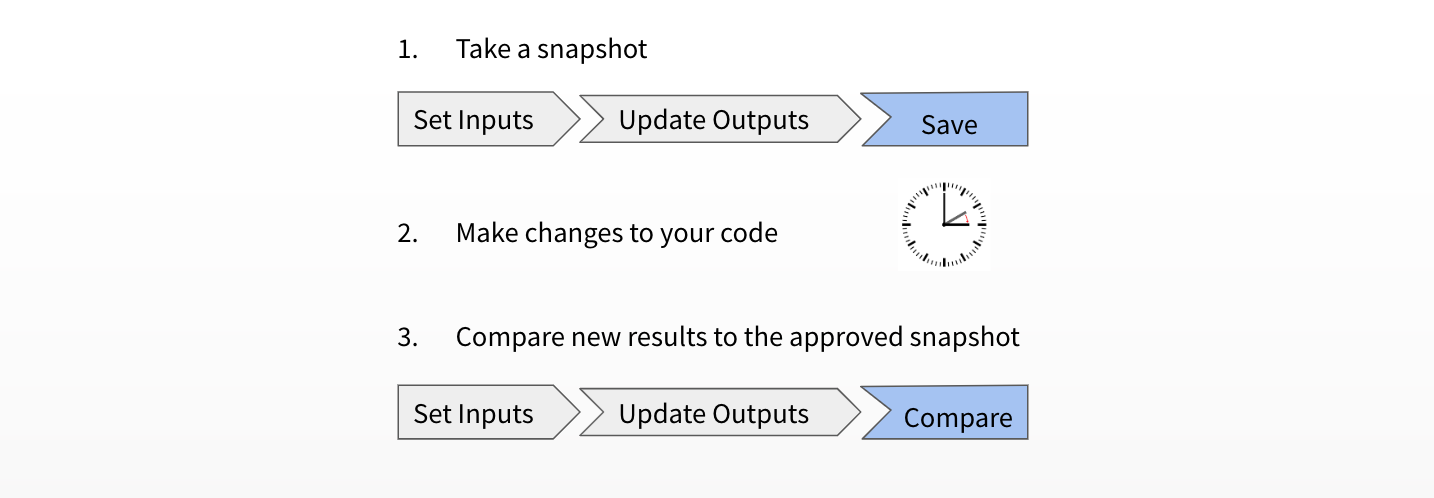 1. Take a snapshot
Set Inputs Update Outputs Save
2. Make changes to your code
3. Compare new results to the approved snapshot
Set Inputs Update Outputs Compare